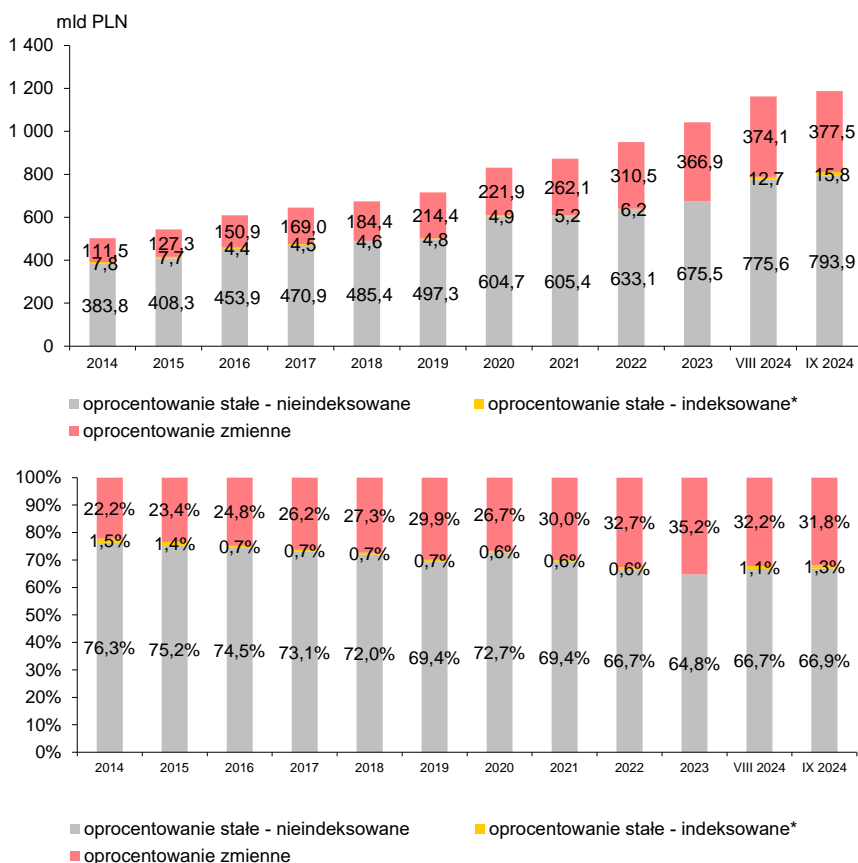 mld PLN
1 400
1 200
1 000
800
600
400
200
0
111,5 127,3 150,9 169,0 184,4 214,4 221,9 262,1 310,5 366,9 374,1 377,5
7,8 7,7 4,4 4,5 4,6 4,8 4,9 5,2 6,2 12,7 15,8
383,8 408,3 453,9 470,9 485,4 497,3 604,7 605,4 633,1 675,5 775,6 793,9
2014 2015 2016 2017 2018 2019 2020 2021 2022 2023 VIII 2024 IX 2024
oprocentowanie stałe - nieindeksowane oprocentowanie stałe - indeksowane*
oprocentowanie zmienne
100%
90%
80%
70%
60%
50%
40%
30%
20%
10%
0%
22,2% 23,4% 24,8% 26,2% 27,3% 29,9% 26,7% 30,0% 32,7% 35,2% 32,2% 31,8%
1,5% 1,4% 0,7% 0,7% 0,7% 0,7% 0,6% 0,6% 0,6% 1,1% 1,3%
76,3% 75,2% 74,5% 73,1% 72,0% 69,4% 72,7% 69,4% 66,7% 64,8% 66,7% 66,9%
2014 2015 2016 2017 2018 2019 2020 2021 2022 2023 VIII 2024 IX 2024
oprocentowanie stałe - nieindeksowane oprocentowanie stałe - indeksowane*
oprocentowanie zmienne